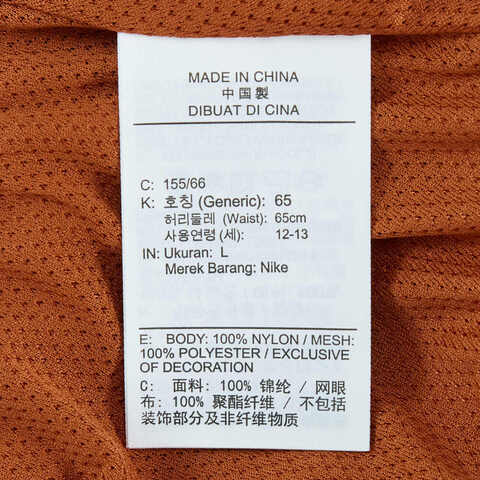 MADE IN CHINA
中国製
DIBUAT DI CINA
C: 155/66
K: 호칭 (Generic): 65
허리둘레 (Waist): 65cm
사용연령 (세): 12-13
IN: Ukuran: L
Merek Barang: Nike
E: BODY: 100% NYLON / MESH:
100% POLYESTER / EXCLUSIVE
OF DECORATION
C: 面料: 100% 锦纶 / 网眼
布: 100% 聚酯纤维 / 不包括
装饰部分及非纤维物质